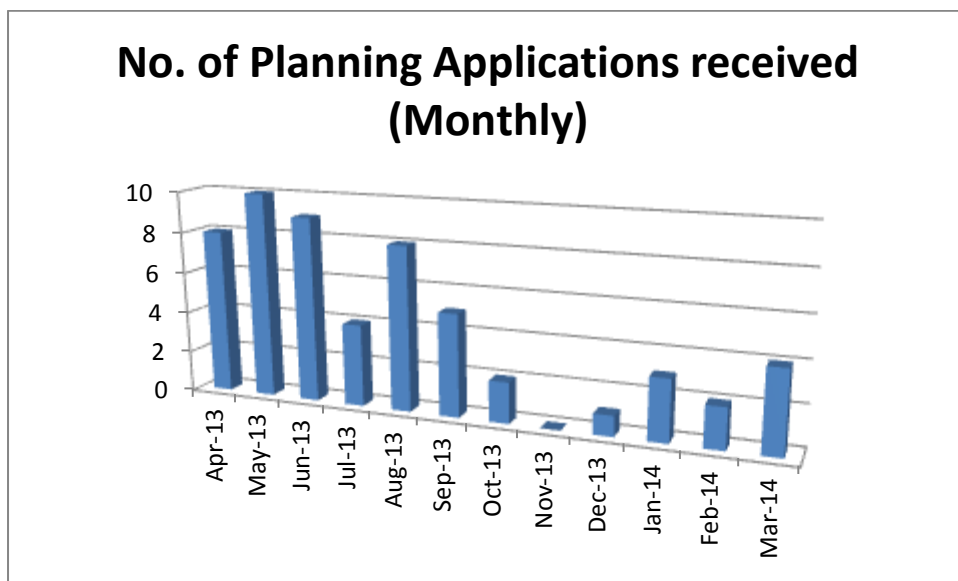 No. of Planning Applications received
(Monthly)
10
8
6
4
2
0
Apr-13
May-13
Jun-13
Jul-13
Aug-13
Sep-13
Oct-13
Nov-13
Dec-13
Jan-14
Feb-14
Mar-14